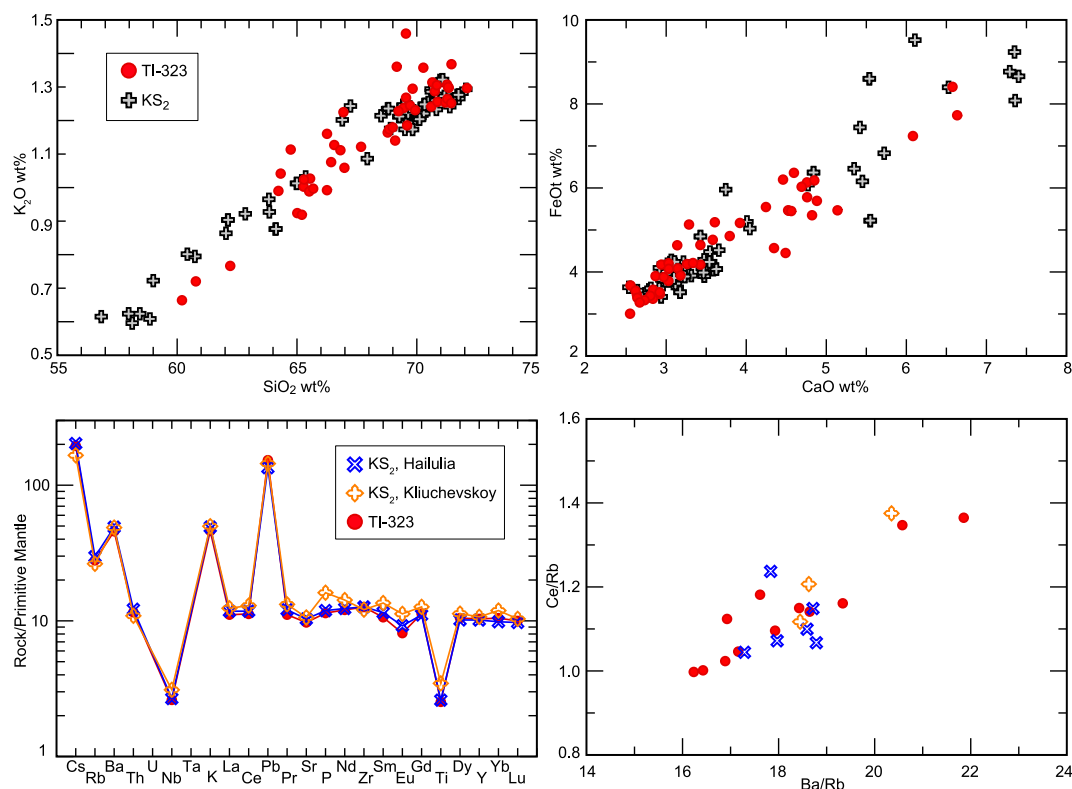 1.5
1.3
1.1
0.9
0.7
0.5
K2O wt%
TI-323
KS2
55
60
65
70
75
SiO2 wt%
10
8
6
4
2
FeOt wt%
2
3
4
5
6
7
8
CaO wt%
100
10
1
Rock/Primitive Mantle
KS2, Hailulia
KS2, Kliuchevskoy
TI-323
Cs Ba U Ta La Pb Sr Nd Sm Gd Dy Yb
Rb Th Nb K Ce Pr P Zr Eu Ti Y Lu
1.6
1.4
1.2
1.0
0.8
Ce/Rb
14
16
18
20
22
24
Ba/Rb